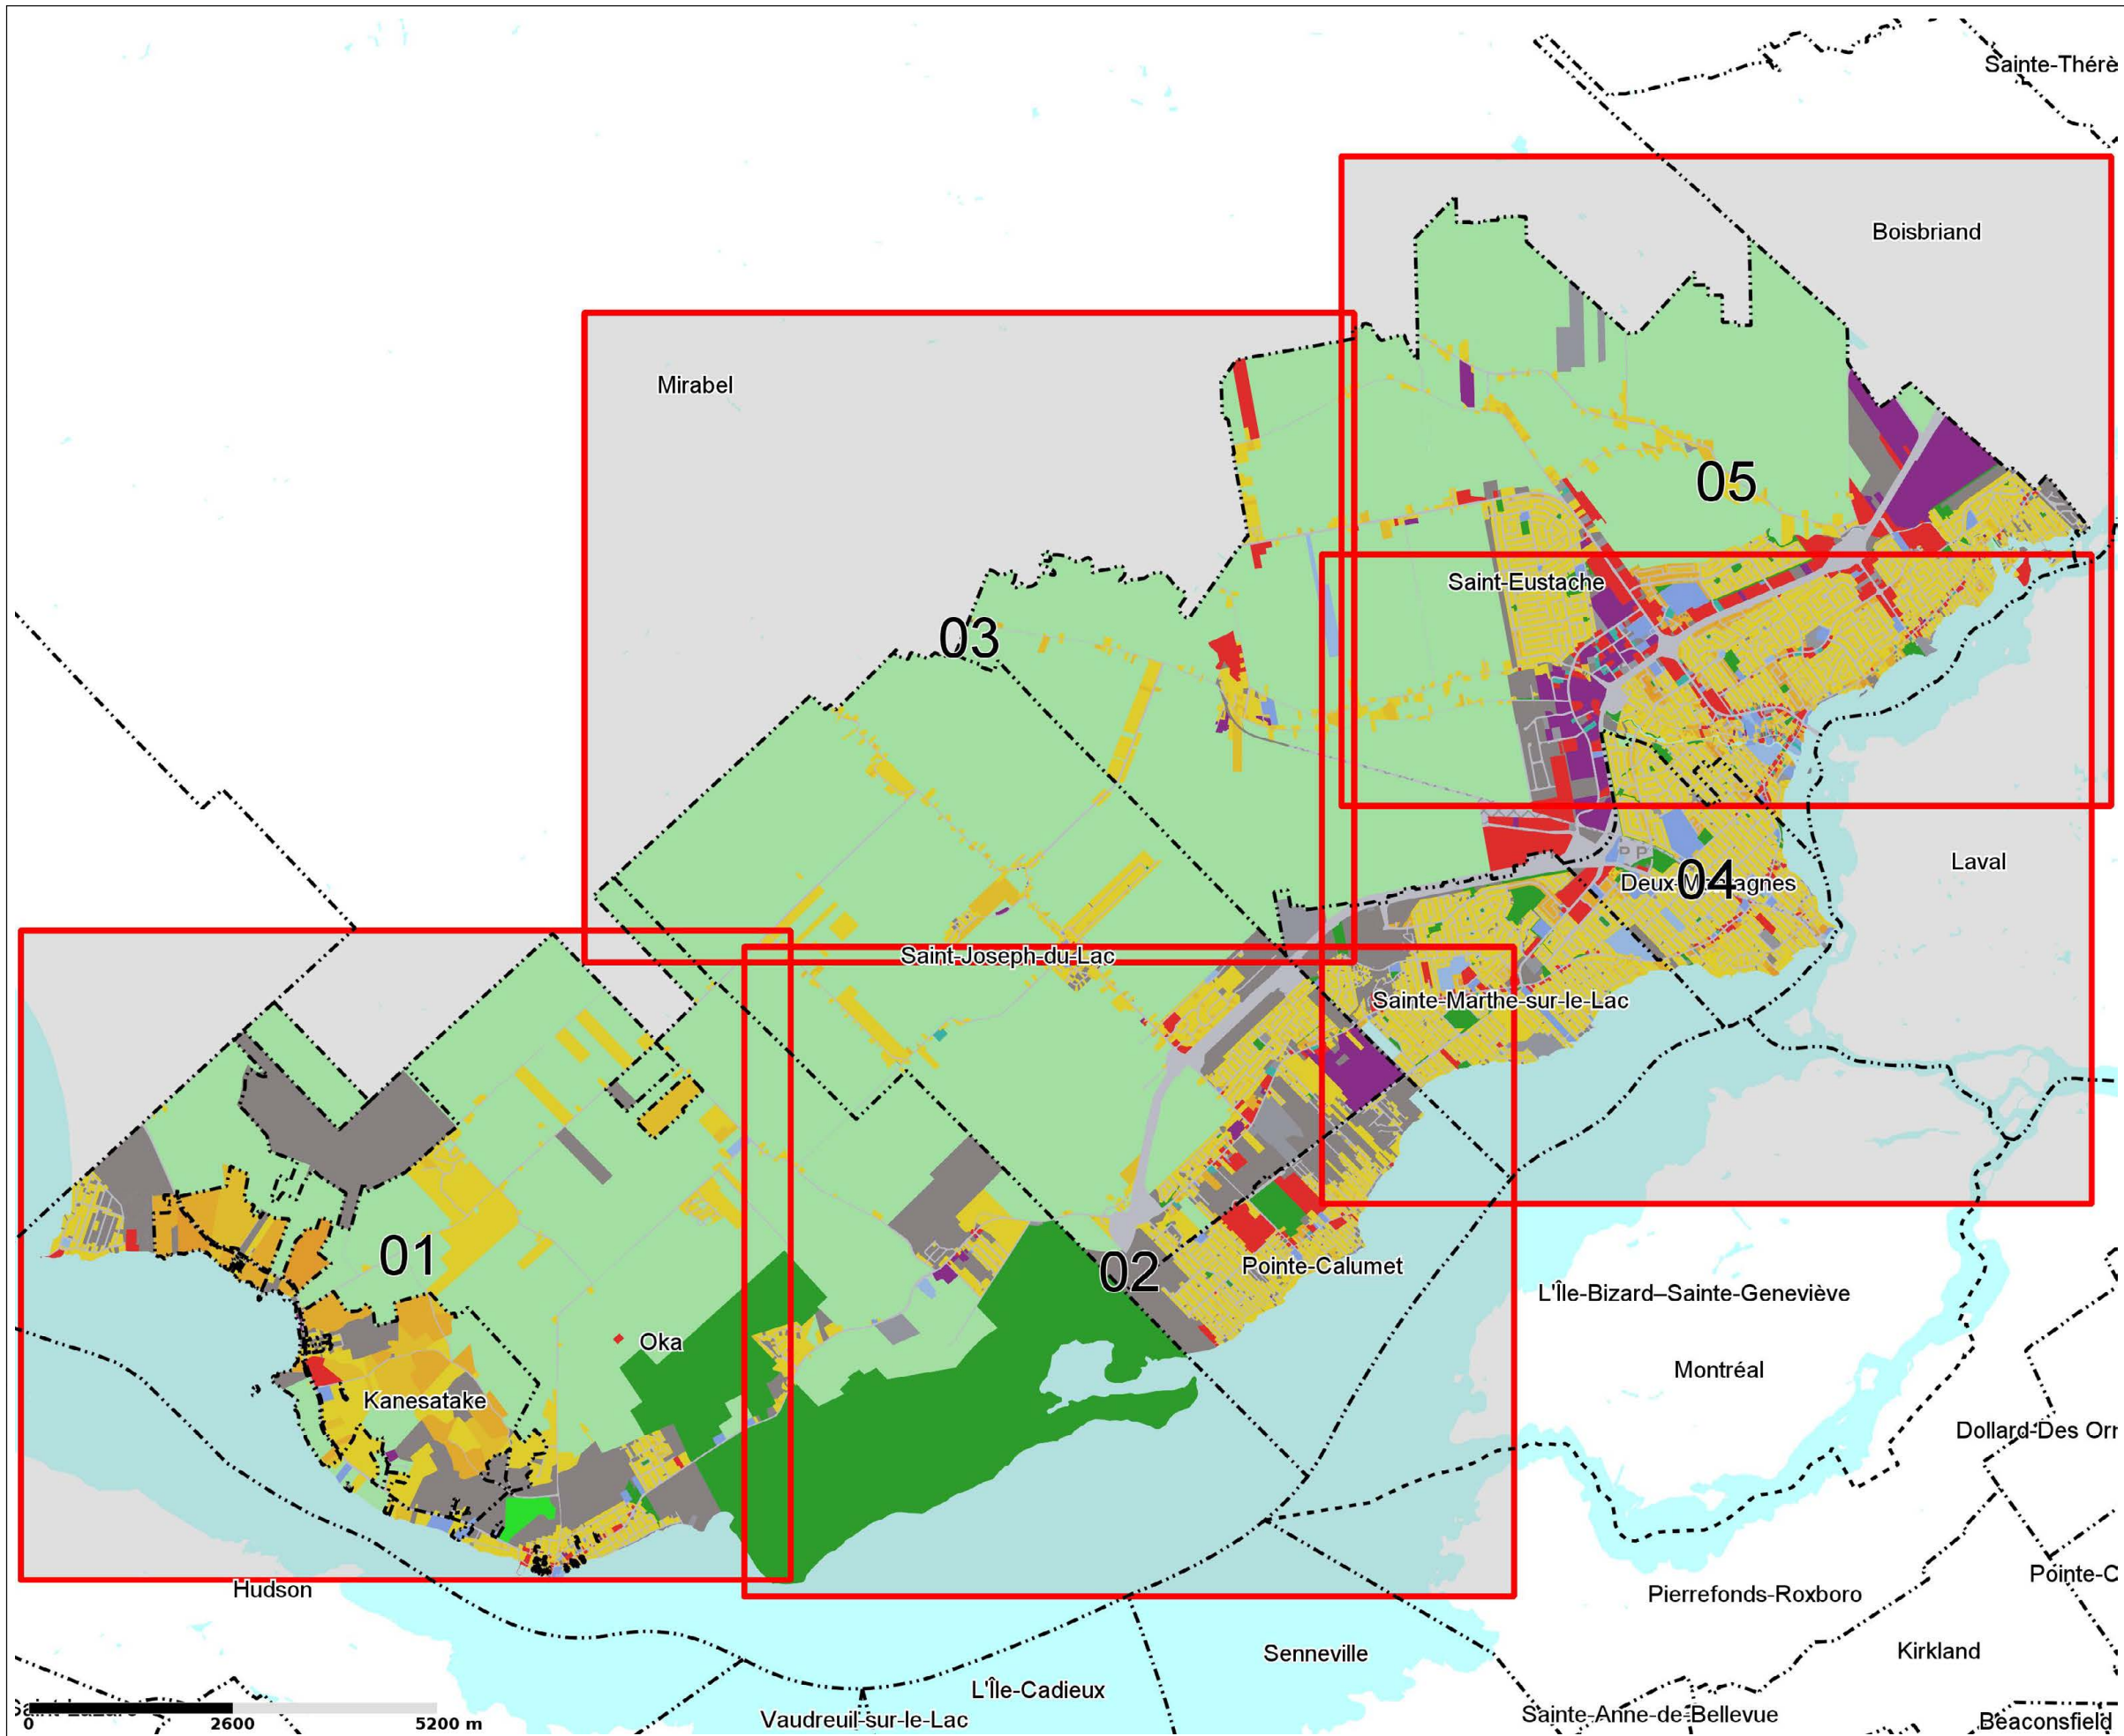 Sainte-Thérè
Boisbriand
Mirabel
05
Saint-Eustache
03
Laval
04
Saint-Joseph-du-Lac
Sainte-Marthe-sur-le-Lac
01
02
Pointe-Calumet
L'Île-Bizard–Sainte-Geneviève
Oka
Montréal
Kanesatake
Dollard-Des Orr
Pointe-C
Hudson
Pierrefonds-Roxboro
Kirkland
Senneville
L'Île-Cadieux
Sainte-Anne-de-Bellevue
Vaudreuil-sur-le-Lac
Beaconsfield
0 2600 5200 m